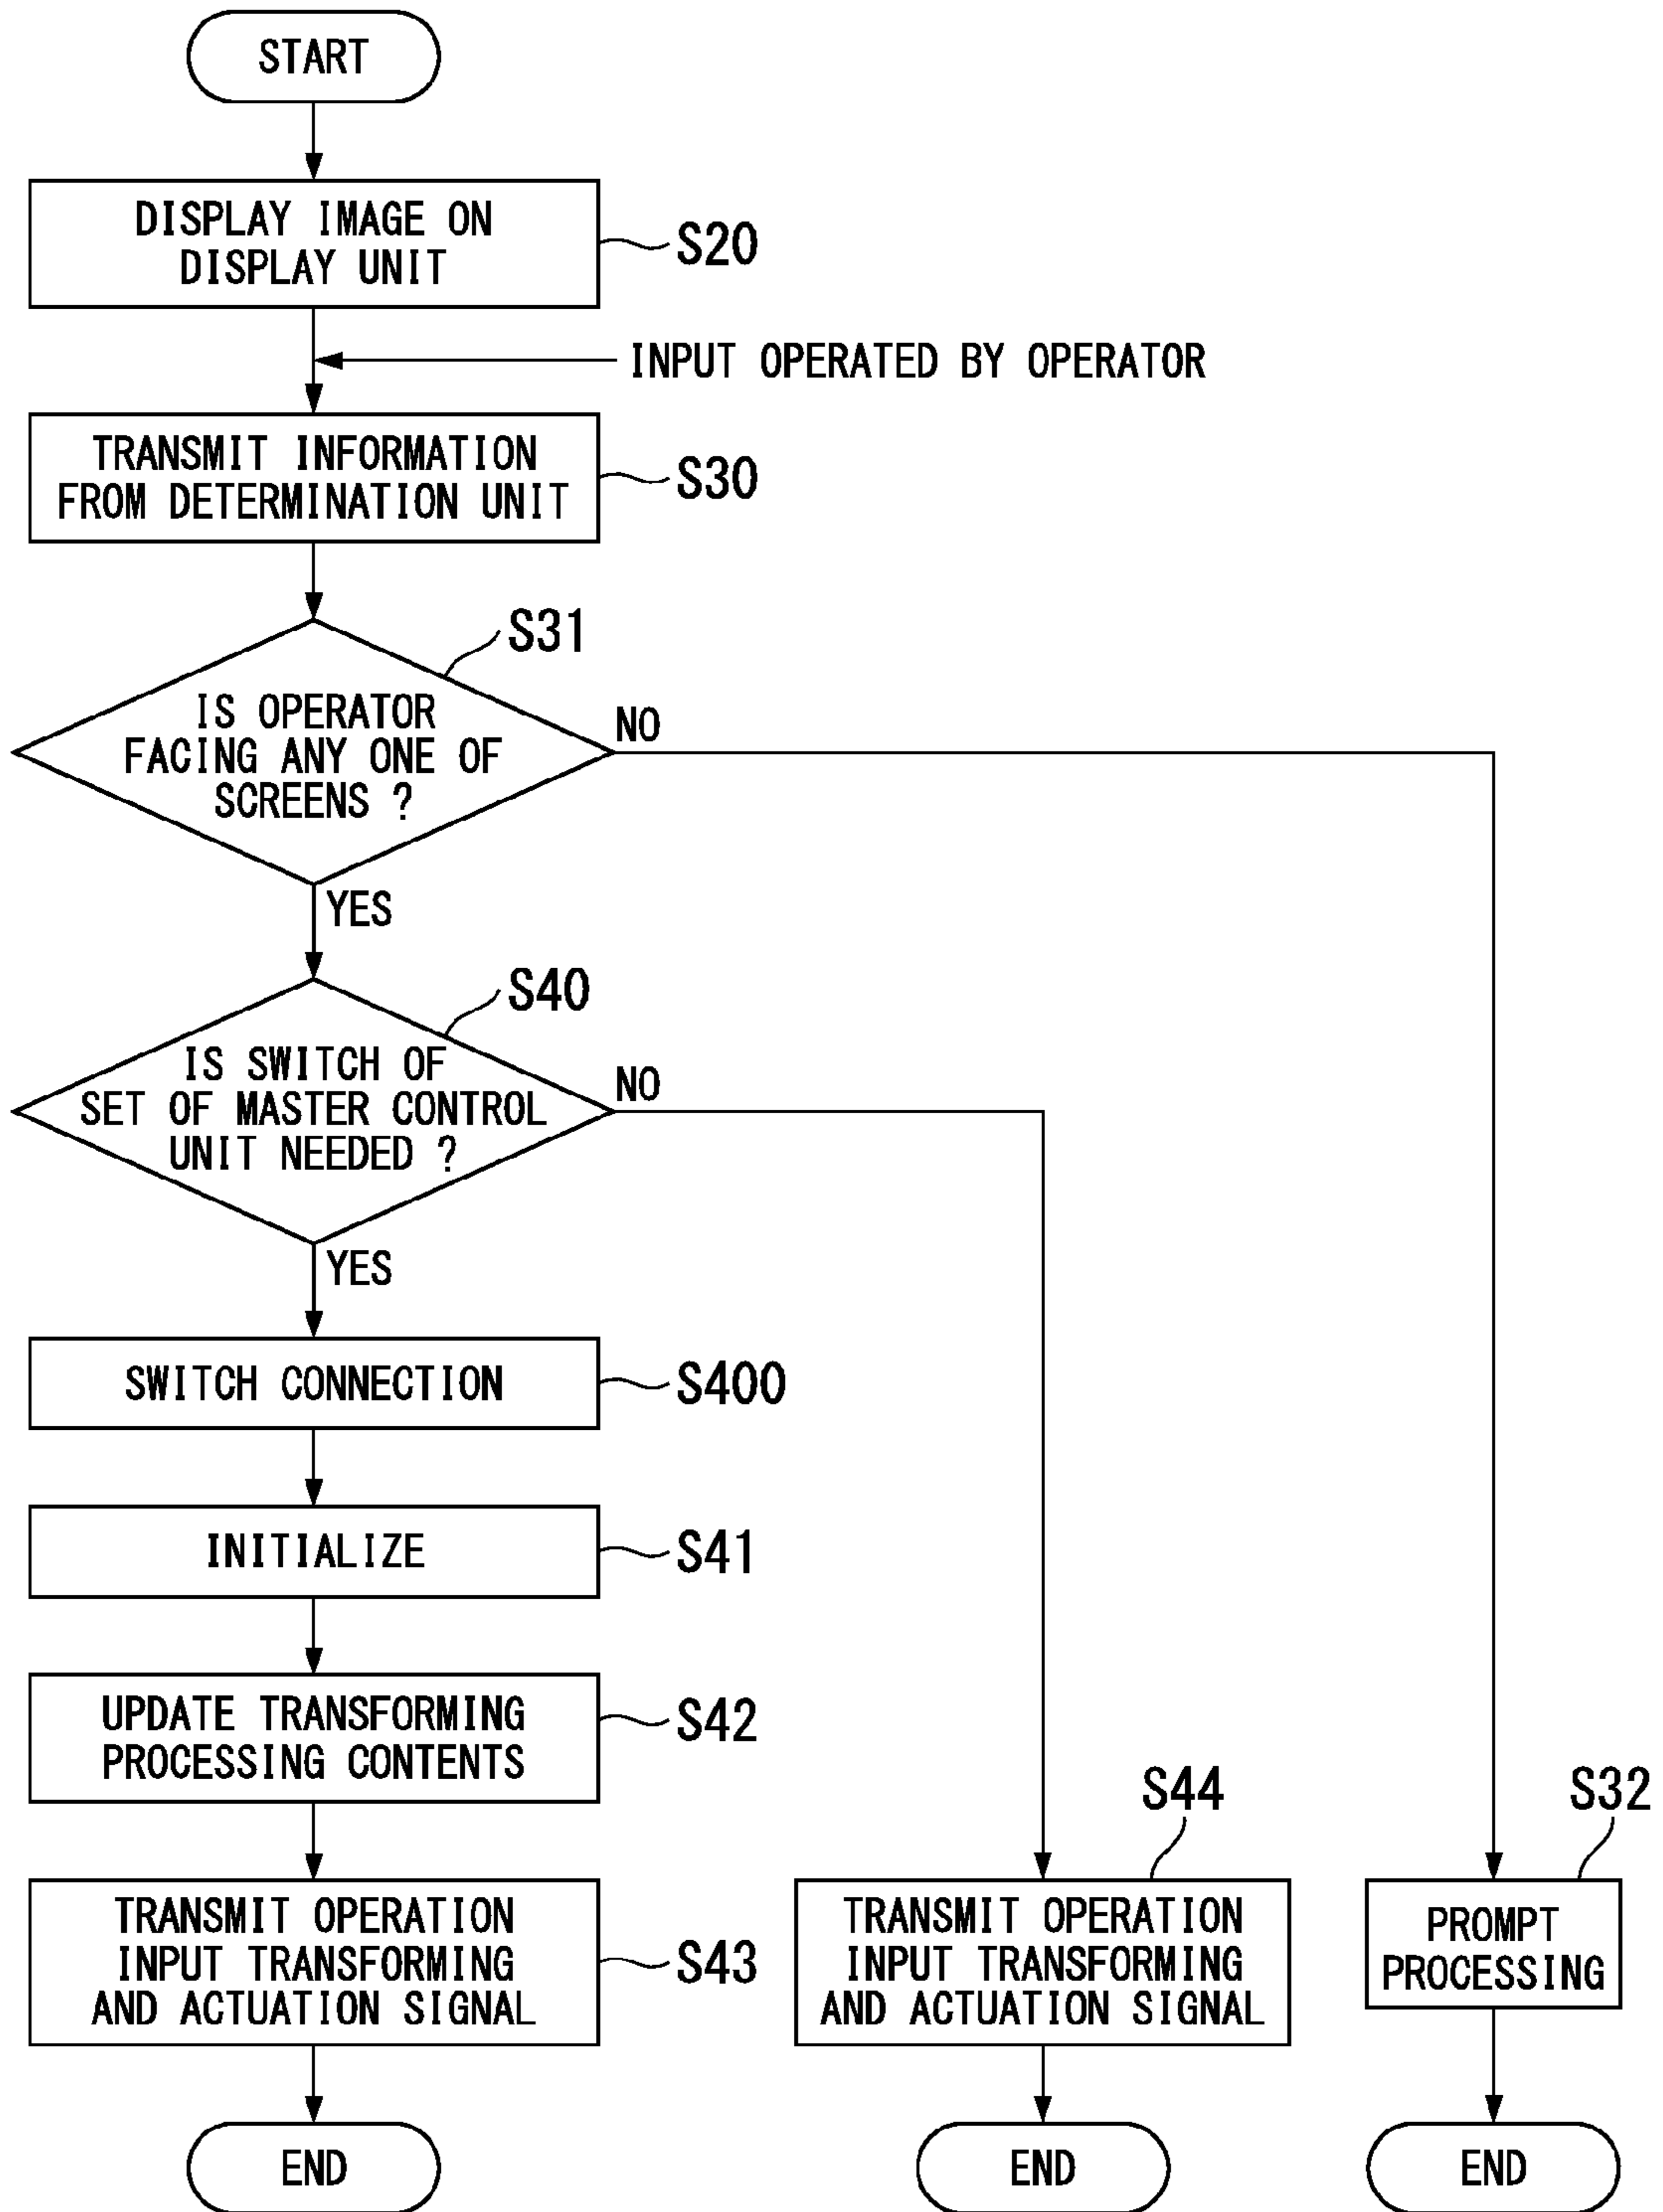 START
DISPLAY IMAGE ON
DISPLAY UNIT
S20
INPUT OPERATED BY OPERATOR
TRANSMIT INFORMATION
FROM DETERMINATION UNIT
S30
S31
IS OPERATOR
FACING ANY ONE OF
SCREENS ?
NO
YES
S40
IS SWITCH OF
SET OF MASTER CONTROL
UNIT NEEDED ?
NO
YES
SWITCH CONNECTION
S400
INITIALIZE
S41
UPDATE TRANSFORMING
PROCESSING CONTENTS
S42
TRANSMIT OPERATION
INPUT TRANSFORMING
AND ACTUATION SIGNAL
S43
S44
TRANSMIT OPERATION
INPUT TRANSFORMING
AND ACTUATION SIGNAL
S32
PROMPT
PROCESSING
END
END
END